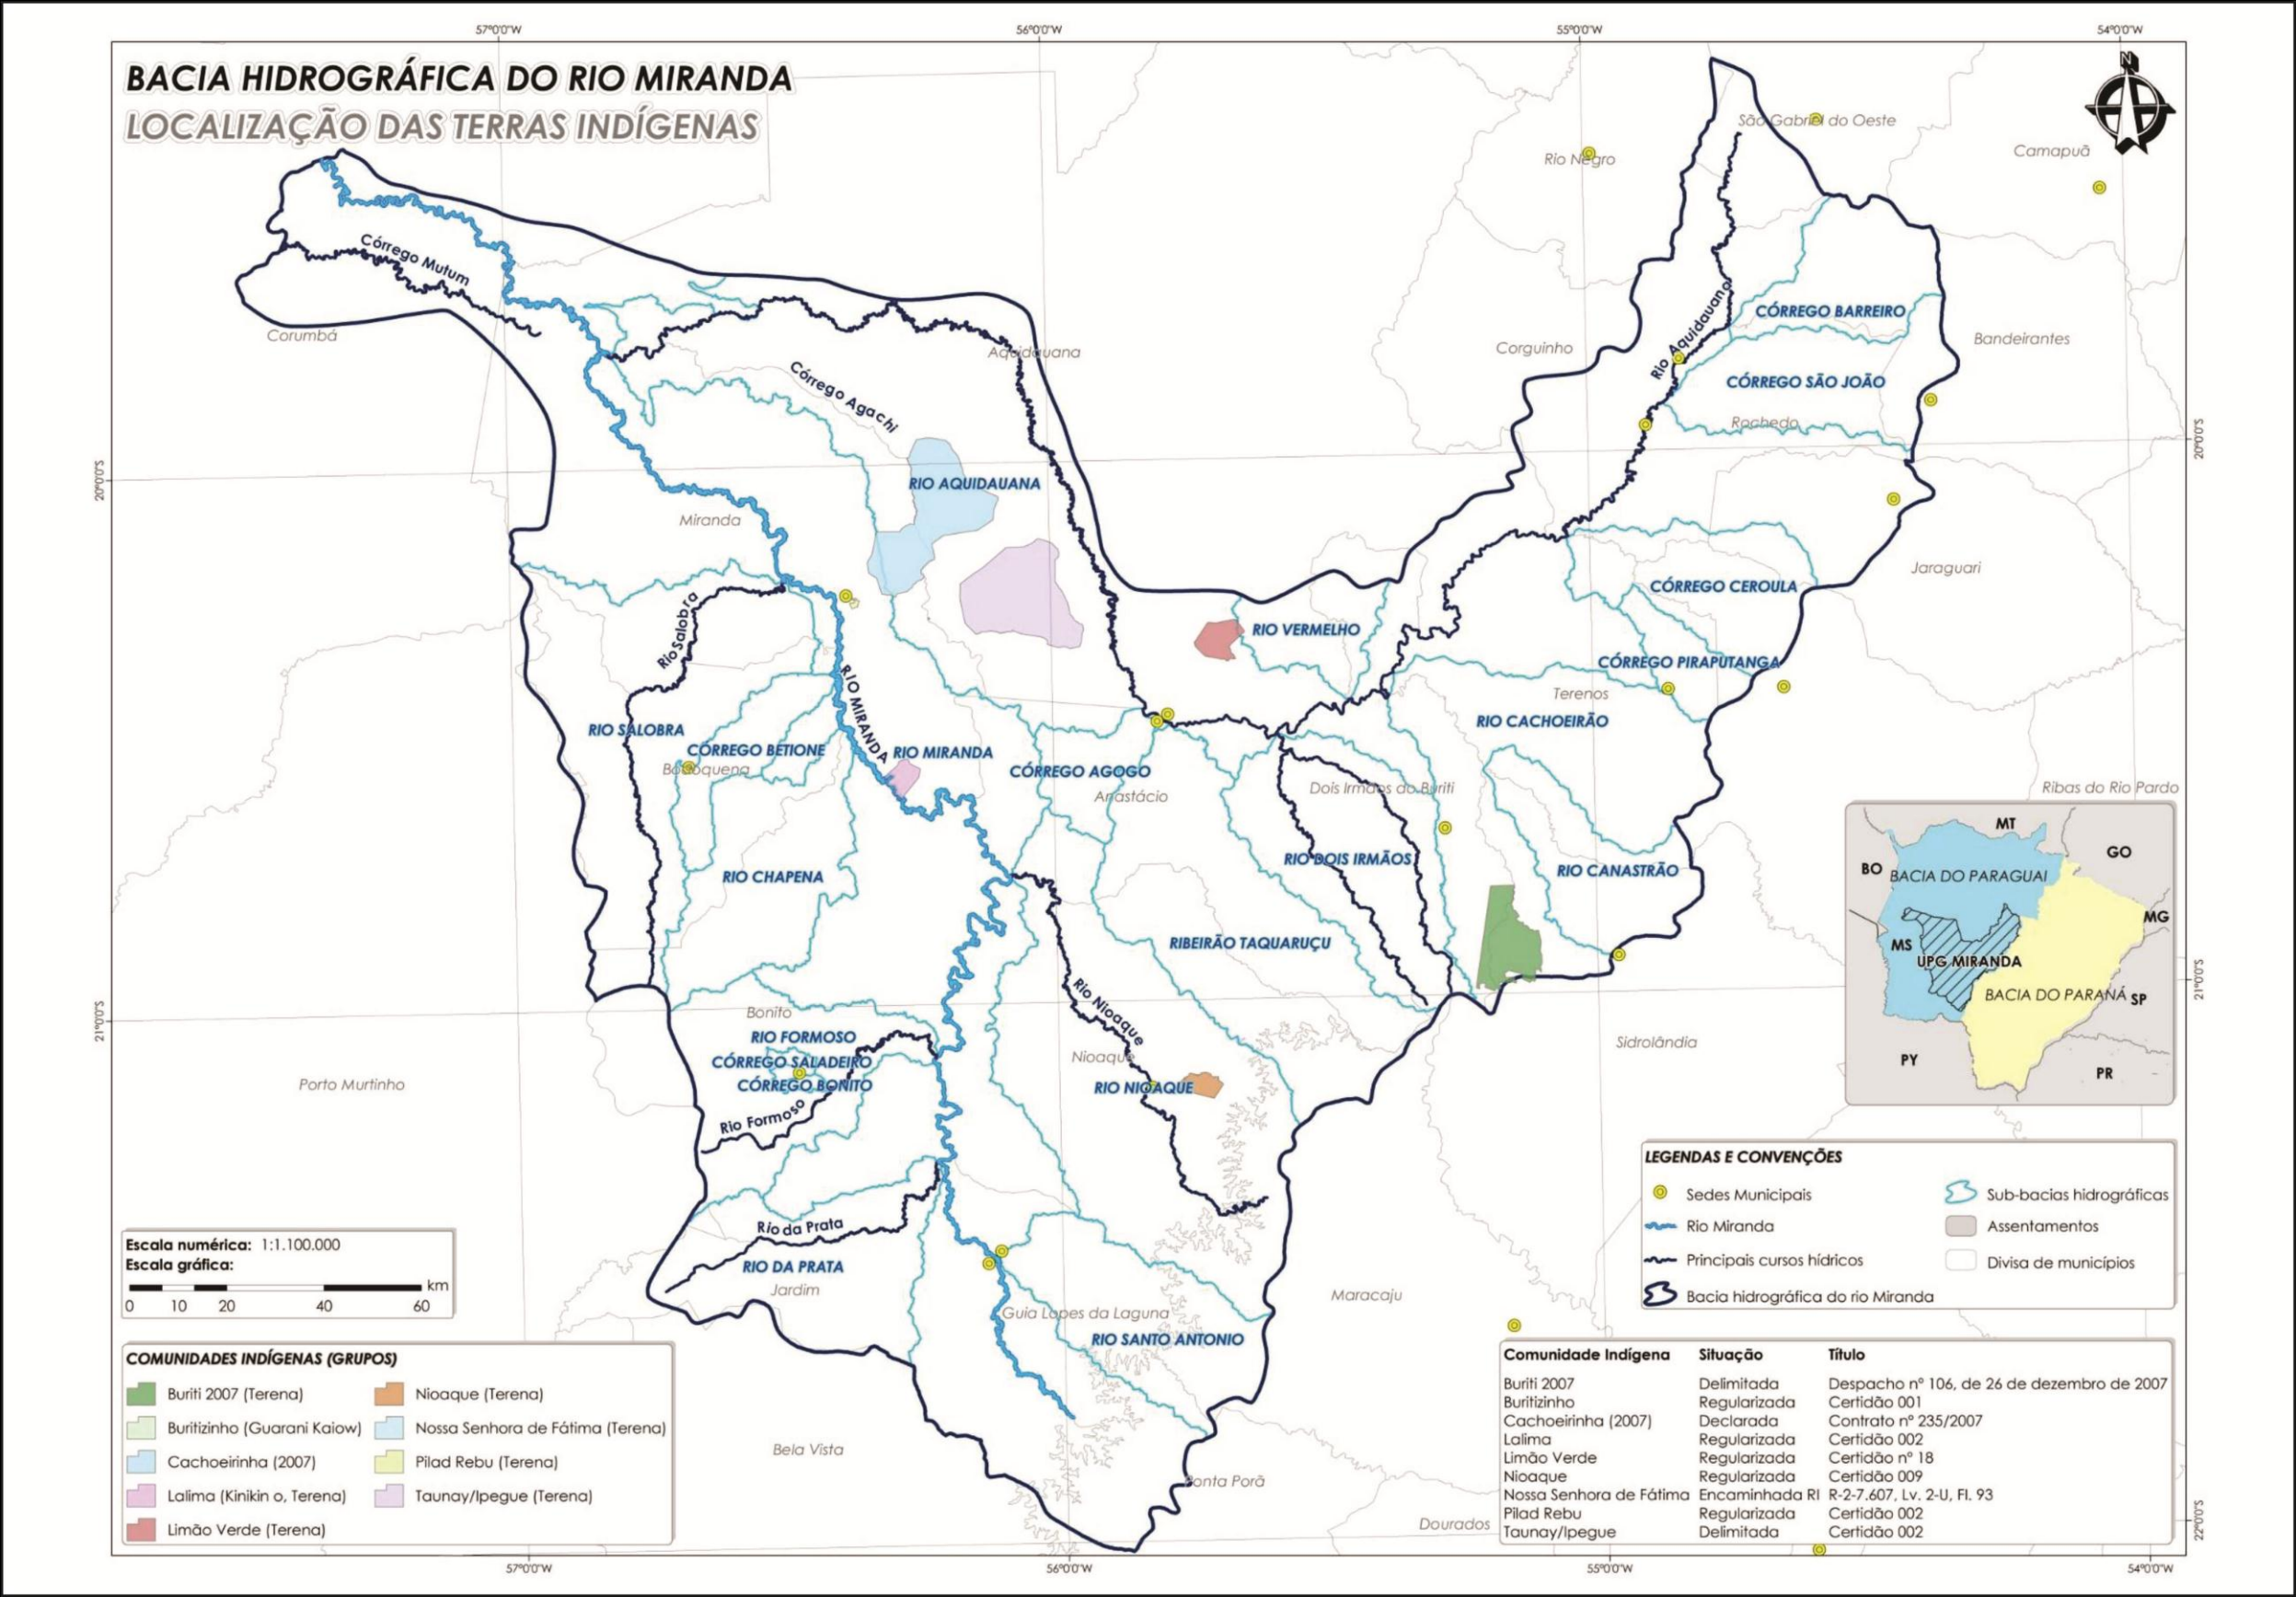 57º0'0"W
56º0'0"W
55º0'0"W
54º0'0"W
BACIA HIDROGRÁFICA DO RIO MIRANDA
LOCALIZAÇÃO DAS TERRAS INDÍGENAS
N
São Gabriel do Oeste
Rio Negro
Camapuã
Córrego Mutum
Corumbá
Aquidauana
Córrego Agachi
Corguinho
Rio Aquidauana
CÓRREGO BARREIRO
Bandeirantes
CÓRREGO SÃO JOÃO
Rochedo
20º0'0"S
20º0'0"S
RIO AQUIDAUANA
Miranda
Jaraguari
CÓRREGO CEROULA
Rio Salobra
RIO VERMELHO
CÓRREGO PIRAPUTANGA
Terenos
RIO MIRANDA
RIO SALOBRA
CÓRREGO BETIONE
RIO MIRANDA
RIO CACHOEIRÃO
Bodoquena
CÓRREGO AGOGO
Anastácio
Dois Irmãos do Buriti
Ribas do Rio Pardo
RIO CHAPENA
RIO DOIS IRMÃOS
RIO CANASTRÃO
RIBEIRÃO TAQUARUÇU
MT
GO
BO
BACIA DO PARAGUAI
MG
MS
UPG MIRANDA
BACIA DO PARANÁ
SP
PY
PR
21º0'0"S
21º0'0"S
Rio Nioaque
Bonito
RIO FORMOSO
CÓRREGO SALADEIRO
CÓRREGO BONITO
Rio Formoso
Nioaque
RIO NIOAQUE
Sidrolândia
Porto Murtinho
Rio da Prata
RIO DA PRATA
Jardim
Guia Lopes da Laguna
RIO SANTO ANTONIO
Maracaju
Bela Vista
Ponta Porã
Dourados
LEGENDAS E CONVENÇÕES
Sedes Municipais
Sub-bacias hidrográficas
Rio Miranda
Assentamentos
Principais cursos hídricos
Divisa de municípios
Bacia hidrográfica do rio Miranda
Escala numérica: 1:1.100.000
Escala gráfica:
km
0 10 20 40 60
COMUNIDADES INDÍGENAS (GRUPOS)
Buriti 2007 (Terena)
Nioaque (Terena)
Buritizinho (Guarani Kaiow)
Nossa Senhora de Fátima (Terena)
Cachoeirinha (2007)
Pilad Rebu (Terena)
Lalima (Kinikin o, Terena)
Taunay/Ipegue (Terena)
Limão Verde (Terena)
Comunidade Indígena Situação Título
Buriti 2007 Delimitada Despacho nº 106, de 26 de dezembro de 2007
Buritizinho Regularizada Certidão 001
Cachoeirinha (2007) Declarada Contrato nº 235/2007
Lalima Regularizada Certidão 002
Limão Verde Regularizada Certidão nº 18
Nioaque Regularizada Certidão 009
Nossa Senhora de Fátima Encaminhada RI R-2-7.607, Lv. 2-U, Fl. 93
Pilad Rebu Regularizada Certidão 002
Taunay/Ipegue Delimitada Certidão 002
22º0'0"S
57º0'0"W
56º0'0"W
55º0'0"W
54º0'0"W